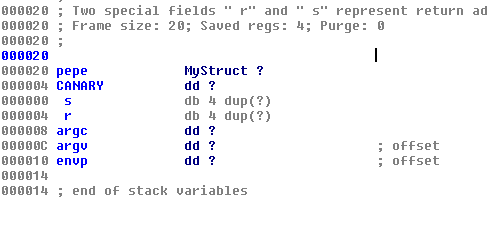 000020 ; Two special fields " r" and " s" represent return ad
000020 ; Frame size: 20; Saved regs: 4; Purge: 0
000020 ;
000020
000020 pepe MyStruct ?
000004 CANARY dd ?
000000 s db 4 dup(?)
000004 r db 4 dup(?)
000008 argc dd ?
00000C argv dd ? ; offset
000010 envp dd ? ; offset
000014
000014 ; end of stack variables